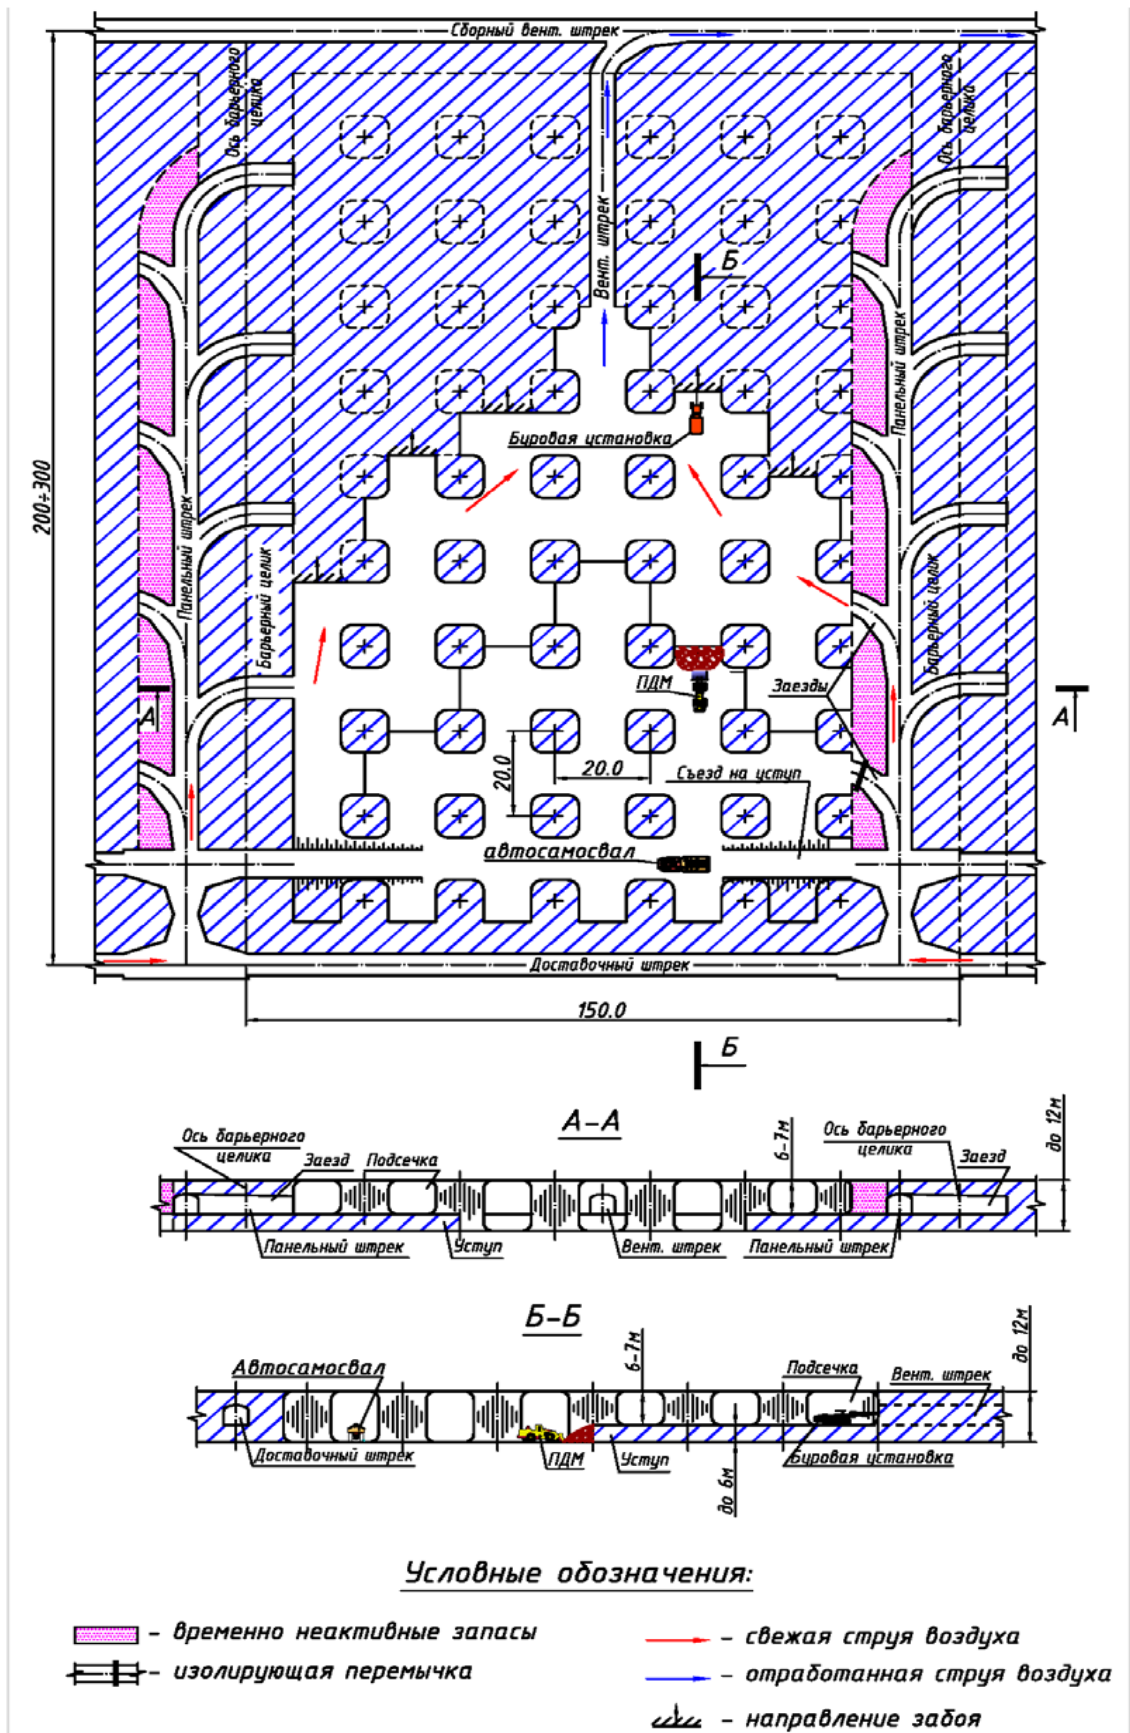 Сборный вент. штрек
Ось барьерного
целика
Ось барьерного
целика
Вент. штрек
Б
Панельный штрек
Буровая установка
200÷300
Панельный штрек
Барьерный целик
Барьерный целик
ПДМ
Заезды
А
А
20.0
20.0
Съезд на уступ
автосамосвал
Доставочный штрек
150.0
Б
А-А
Ось барьерного
целика
Заезд
Подсечка
6-7м
Ось барьерного
целика
Заезд
до 12м
Панельный штрек
Уступ
Вент. штрек
Панельный штрек
Б-Б
Автосамосвал
6-7м
Подсечка
Вент. штрек
до 12м
Доставочный штрек
ПДМ
Уступ
до 6м
Буровая установка
Условные обозначения:
- временно неактивные запасы
- изолирующая перемычка
- свежая струя воздуха
- отработанная струя воздуха
- направление забоя